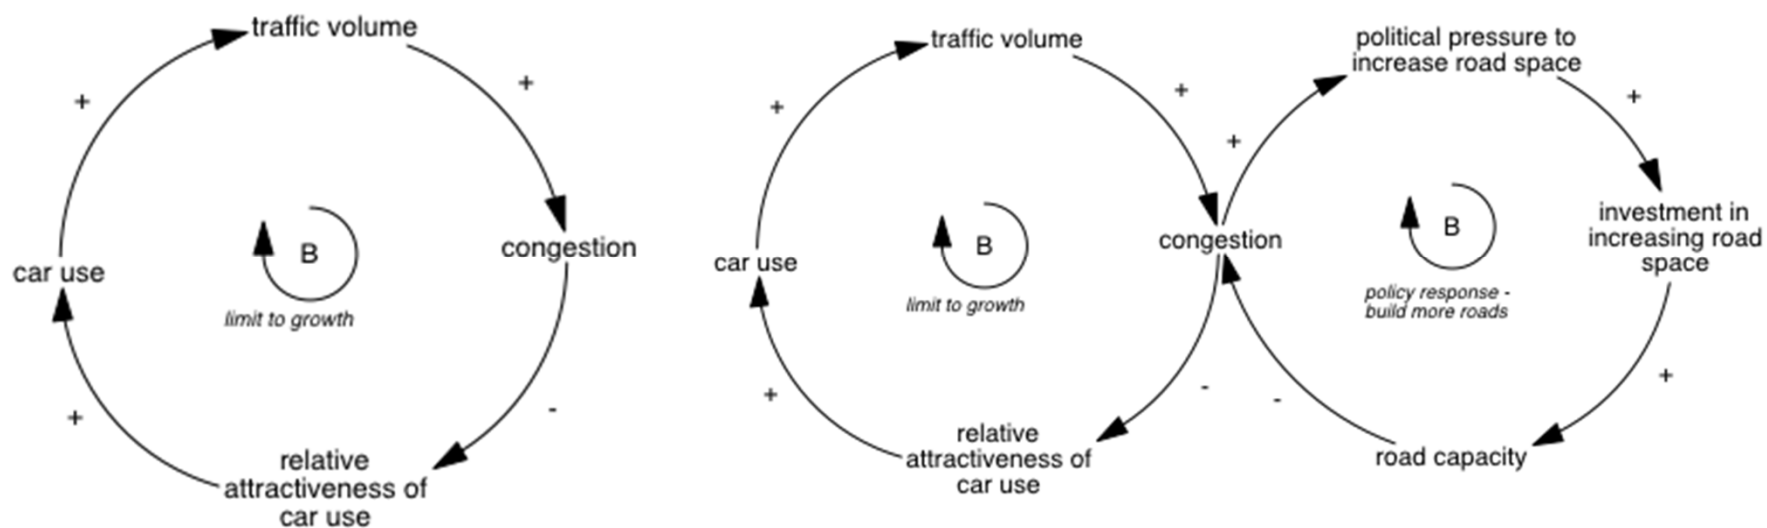 traffic volume
+
+
congestion
car use
B
limit to growth
+
-
relative
attractiveness of
car use
traffic volume
+
+
congestion
car use
B
limit to growth
+
-
relative
attractiveness of
car use
political pressure to
increase road space
+
+
investment in
increasing road
space
B
policy response -
build more roads
+
-
road capacity